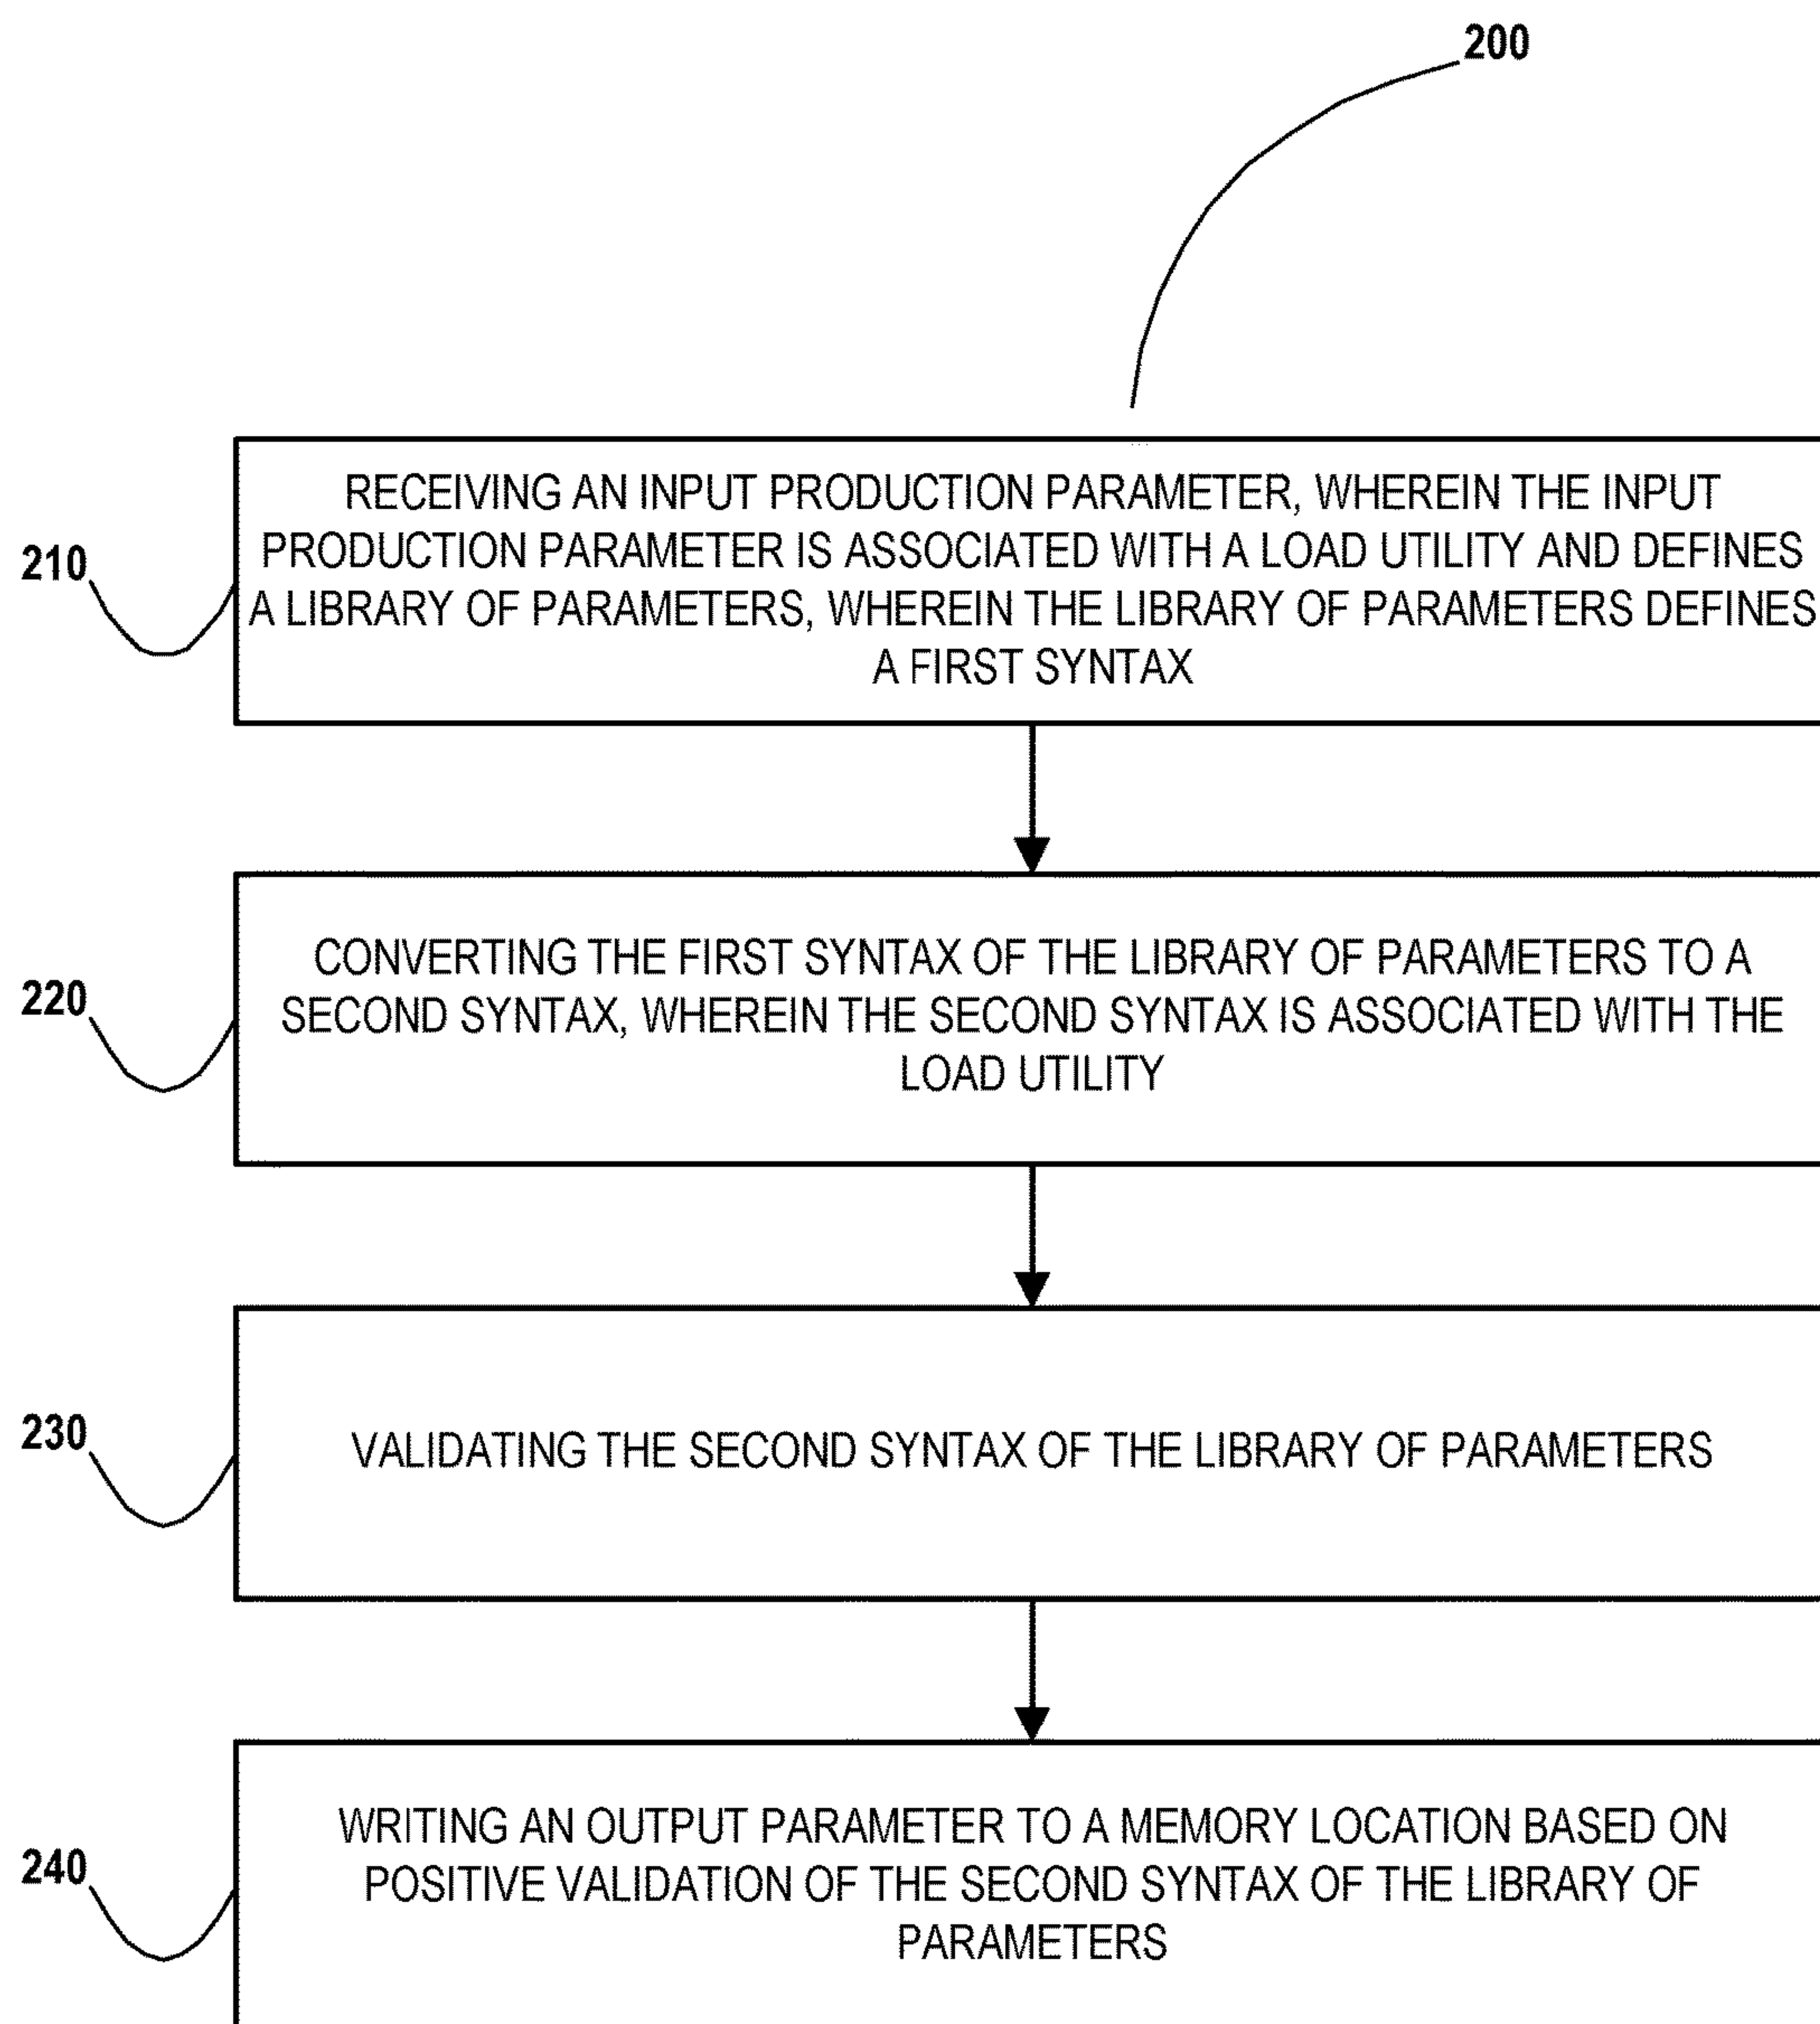 200
210
RECEIVING AN INPUT PRODUCTION PARAMETER, WHEREIN THE INPUT
PRODUCTION PARAMETER IS ASSOCIATED WITH A LOAD UTILITY AND DEFINES
A LIBRARY OF PARAMETERS, WHEREIN THE LIBRARY OF PARAMETERS DEFINES
A FIRST SYNTAX
220
CONVERTING THE FIRST SYNTAX OF THE LIBRARY OF PARAMETERS TO A
SECOND SYNTAX, WHEREIN THE SECOND SYNTAX IS ASSOCIATED WITH THE
LOAD UTILITY
230
VALIDATING THE SECOND SYNTAX OF THE LIBRARY OF PARAMETERS
240
WRITING AN OUTPUT PARAMETER TO A MEMORY LOCATION BASED ON
POSITIVE VALIDATION OF THE SECOND SYNTAX OF THE LIBRARY OF
PARAMETERS